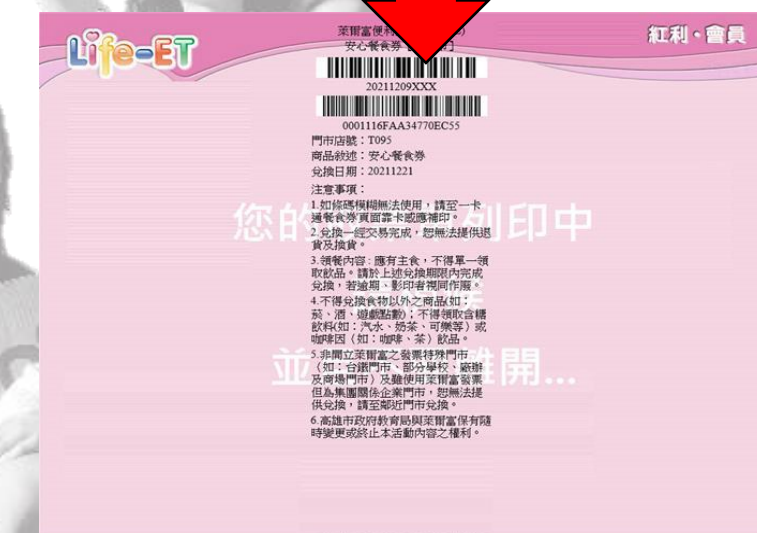 Life-ET
紅利・會員
萊爾富便利
安心餐食券
20211209XXX
0001116FAA34770EC55
門市店號：T095
商品敘述：安心餐食券
兌換日期：20211221
注意事項：
1.如條碼模糊無法使用，請至一卡
通餐食券頁面靠卡感應補印。
2.兌換一經交易完成，恕無法提供退
貨及換貨。
3.領餐內容：應有主食，不得單一領
取飲品。請於上述兌換期限內完成
兌換，若逾期、影印者視同作廢。
4.不得兌換食物以外之商品(如：
菸、酒、遊戲點數)；不得領取含糖
飲料(如：汽水、奶茶、可樂等）或
咖啡因（如：咖啡、茶）飲品。
5.非開立萊爾富之發票特殊門市
（如：台鐵門市、部分學校、廠辦
及商場門市）及雖使用萊爾富發票
但為集團關係企業門市，恕無法提
供兌換，請至鄰近門市兌換。
6.高雄市政府教育局與萊爾富保有隨
時變更或終止本活動內容之權利。
您的 列印中
並 離開...